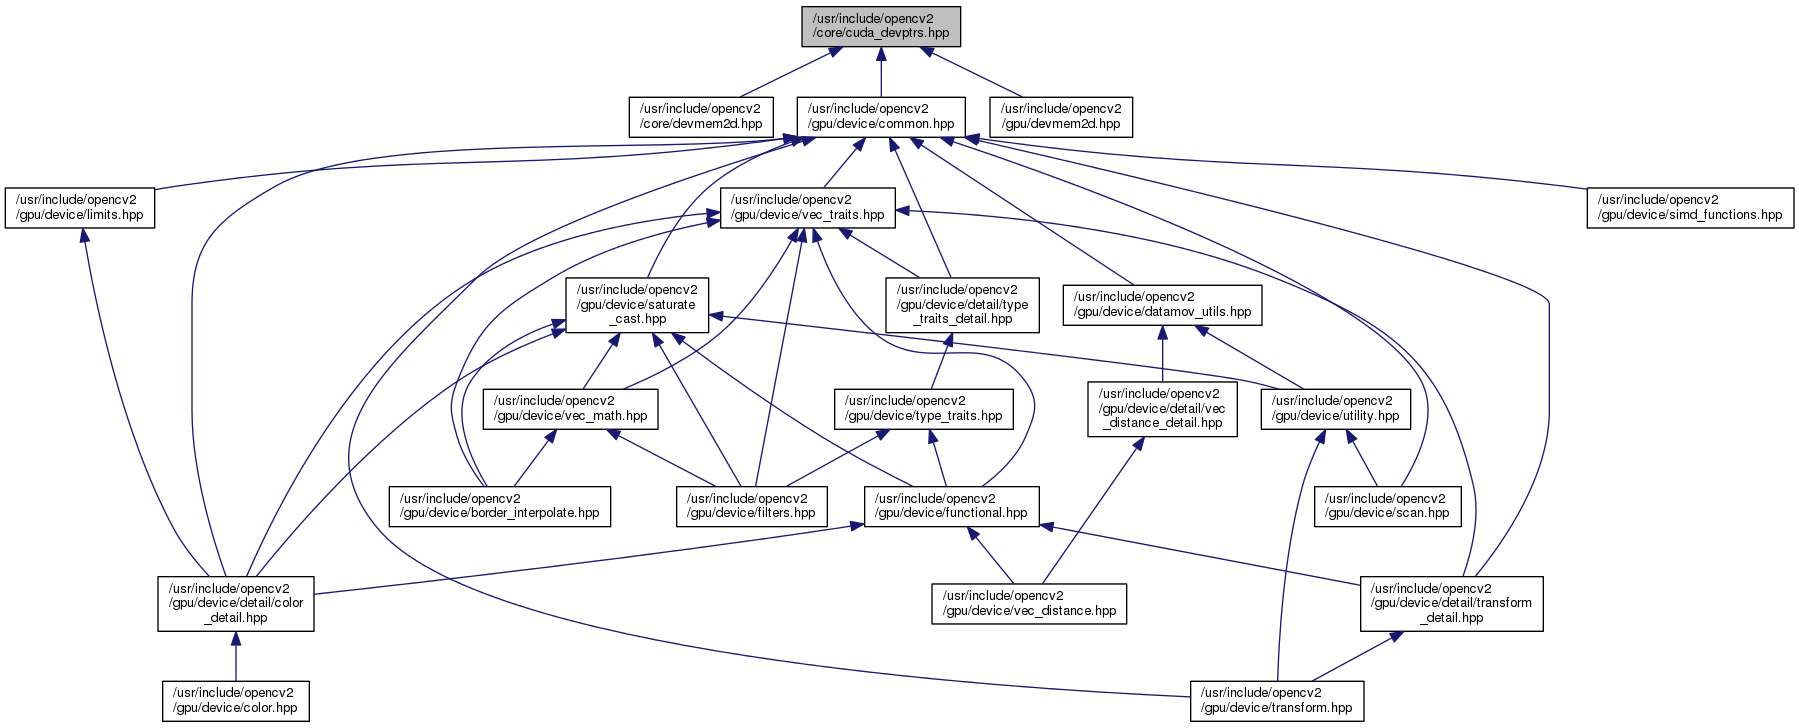 /usr/include/opencv2
/core/cuda_devptrs.hpp
/usr/include/opencv2
/core/devmem2d.hpp
/usr/include/opencv2
/gpu/device/common.hpp
/usr/include/opencv2
/gpu/devmem2d.hpp
/usr/include/opencv2
/gpu/device/limits.hpp
/usr/include/opencv2
/gpu/device/vec_traits.hpp
/usr/include/opencv2
/gpu/device/simd_functions.hpp
/usr/include/opencv2
/gpu/device/saturate
_cast.hpp
/usr/include/opencv2
/gpu/device/detail/type
_traits_detail.hpp
/usr/include/opencv2
/gpu/device/datamov_utils.hpp
/usr/include/opencv2
/gpu/device/vec_math.hpp
/usr/include/opencv2
/gpu/device/type_traits.hpp
/usr/include/opencv2
/gpu/device/detail/vec
_distance_detail.hpp
/usr/include/opencv2
/gpu/device/utility.hpp
/usr/include/opencv2
/gpu/device/border_interpolate.hpp
/usr/include/opencv2
/gpu/device/filters.hpp
/usr/include/opencv2
/gpu/device/functional.hpp
/usr/include/opencv2
/gpu/device/scan.hpp
/usr/include/opencv2
/gpu/device/detail/color
_detail.hpp
/usr/include/opencv2
/gpu/device/vec_distance.hpp
/usr/include/opencv2
/gpu/device/detail/transform
_detail.hpp
/usr/include/opencv2
/gpu/device/color.hpp
/usr/include/opencv2
/gpu/device/transform.hpp